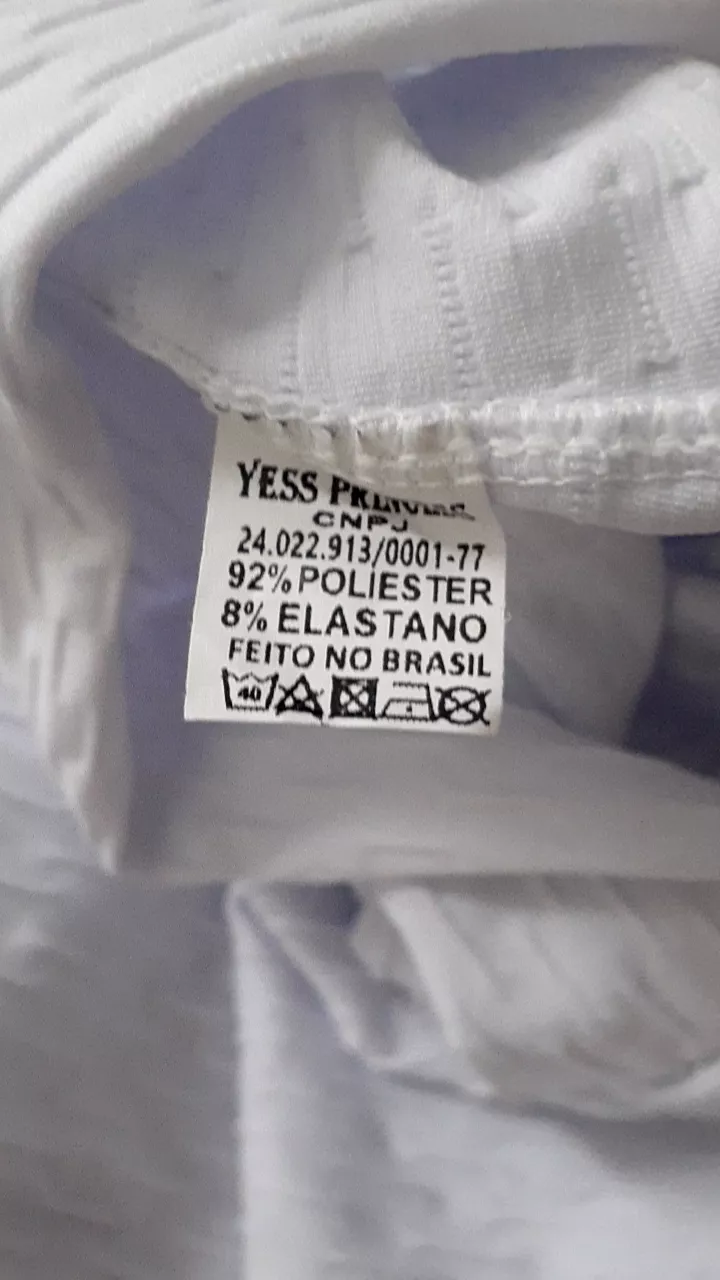 YESS
CNPJ
24.022.913/0001-77
92% POLIESTER
8% ELASTANO
FEITO NO BRASIL
40